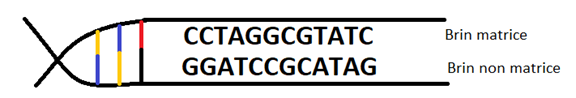 CCTAGGCGTATC Brin matrice
GGATCCGCATAG Brin non matrice